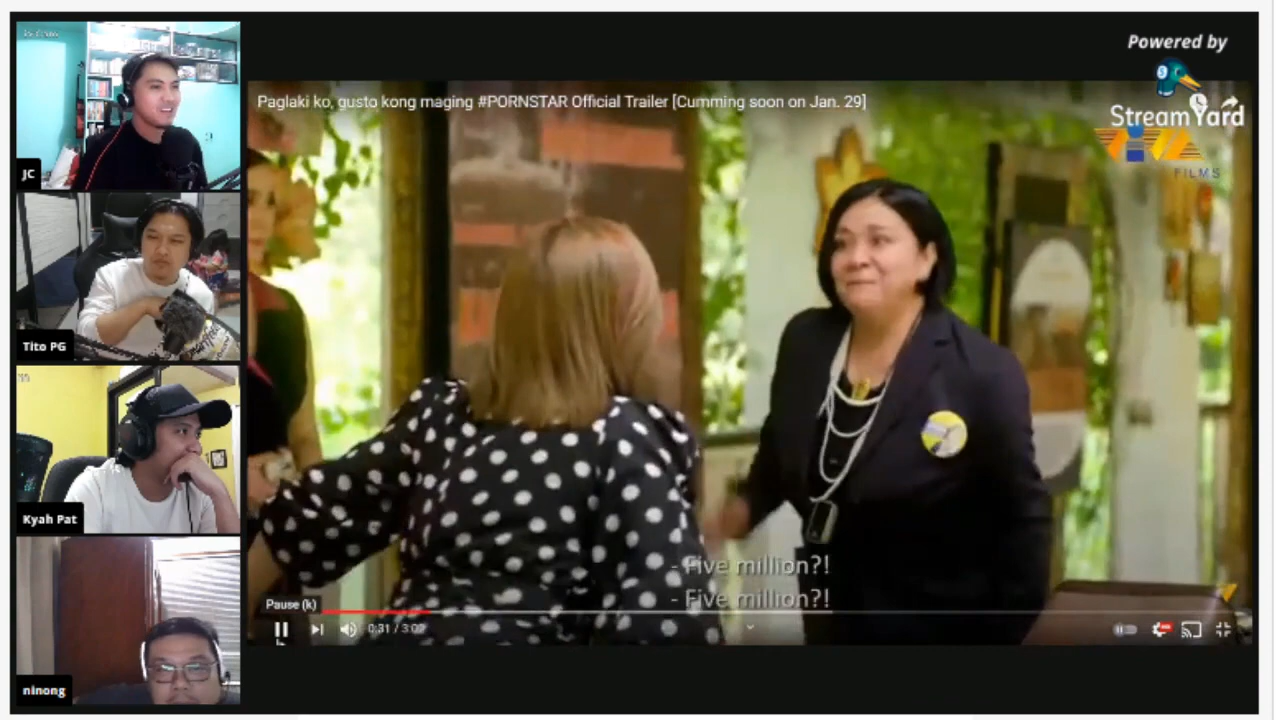 Powered by
StreamYard
VIVA
FILMS
Paglaki ko, gusto kong maging #PORNSTAR Official Trailer [Cumming soon on Jan. 29]
JC
Tito PG
Kyah Pat
ninong
- Five million?!
- Five million?!
Pause (k)
0:31 / 3:02